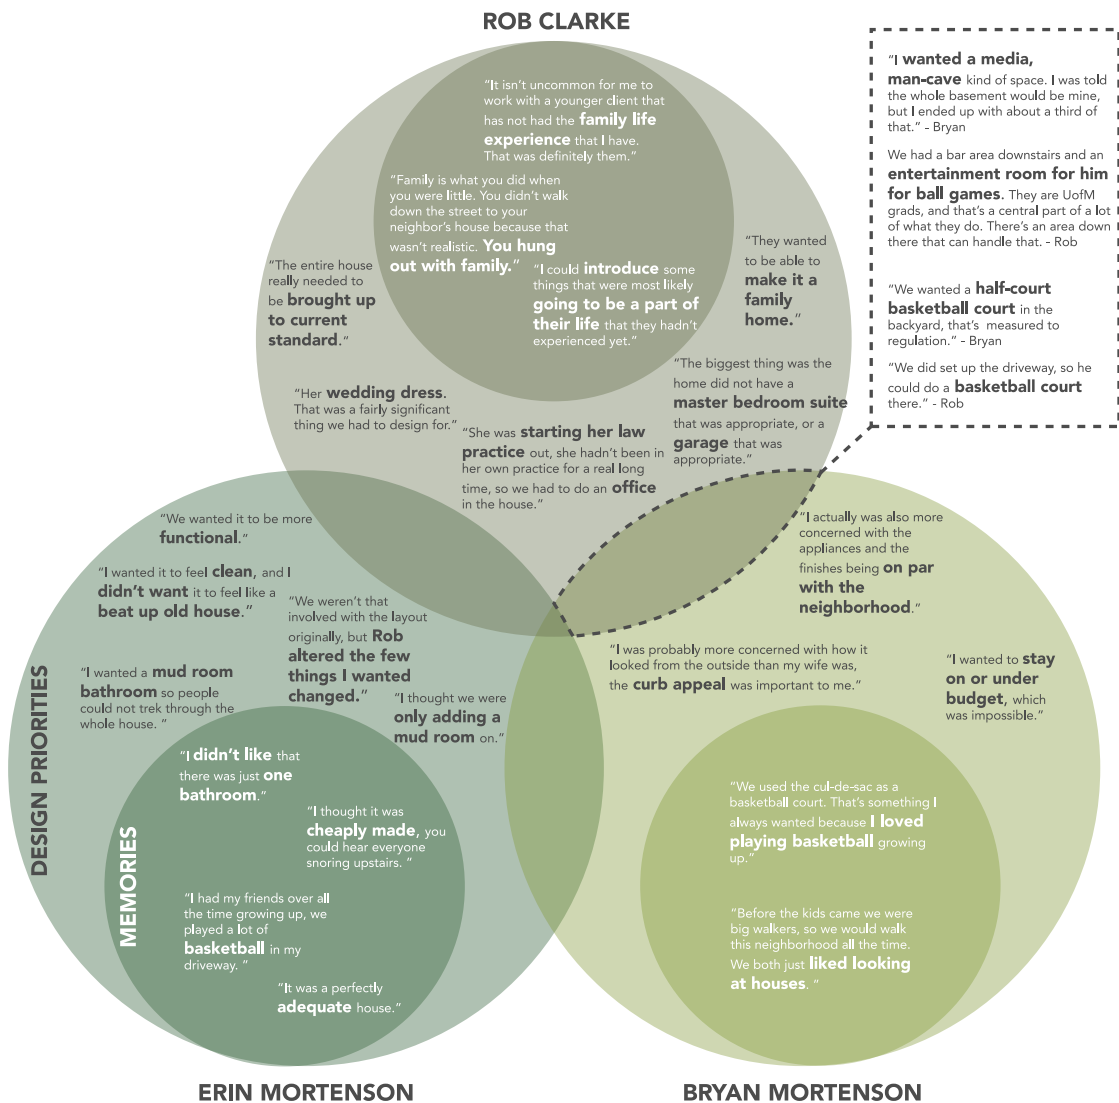 ROB CLARKE
“It isn’t uncommon for me to
work with a younger client that
has not had the family life
experience that I have.
That was definitely them.”
“Family is what you did when
you were little. You didn’t walk
down the street to your
neighbor’s house because that
wasn’t realistic. You hung
out with family.”
“I could introduce some
things that were most likely
going to be a part of
their life that they hadn’t
experienced yet.”
“The entire house
really needed to
be brought up
to current
standard.”
“They wanted
to be able to
make it a
family
home.”
“Her wedding dress.
That was a fairly significant
thing we had to design for.”
“She was starting her law
practice out, she hadn’t been in
her own practice for a real long
time, so we had to do an office
in the house.”
“The biggest thing was the
home did not have a
master bedroom suite
that was appropriate, or a
garage that was
appropriate.”
“I wanted a media,
man-cave kind of space. I was told
the whole basement would be mine,
but I ended up with about a third of
that.” - Bryan
We had a bar area downstairs and an
entertainment room for him
for ball games. They are UofM
grads, and that’s a central part of a lot
of what they do. There’s an area down
there that can handle that. - Rob
“We wanted a half-court
basketball court in the
backyard, that’s measured to
regulation.” - Bryan
“We did set up the driveway, so he
could do a basketball court
there.” - Rob
“We wanted it to be more
functional.”
“I wanted it to feel clean, and I
didn’t want it to feel like a
beat up old house.”
“We weren’t that
involved with the layout
originally, but Rob
altered the few
things I wanted
changed.”
“I wanted a mud room
bathroom so people
could not trek through the
whole house. ”
“I thought we were
only adding a
mud room on.”
DESIGN PRIORITIES
MEMORIES
“I didn’t like that
there was just one
bathroom.”
“I thought it was
cheaply made, you
could hear everyone
snoring upstairs. ”
“I had my friends over all
the time growing up, we
played a lot of
basketball in my
driveway. ”
“It was a perfectly
adequate house.”
ERIN MORTENSON
“I actually was also more
concerned with the
appliances and the
finishes being on par
with the
neighborhood.”
“I was probably more concerned with how it
looked from the outside than my wife was,
the curb appeal was important to me.”
“I wanted to stay
on or under
budget, which
was impossible.”
“We used the cul-de-sac as a
basketball court. That’s something I
always wanted because I loved
playing basketball growing
up.”
“Before the kids came we were
big walkers, so we would walk
this neighborhood all the time.
We both just liked looking
at houses. ”
BRYAN MORTENSON